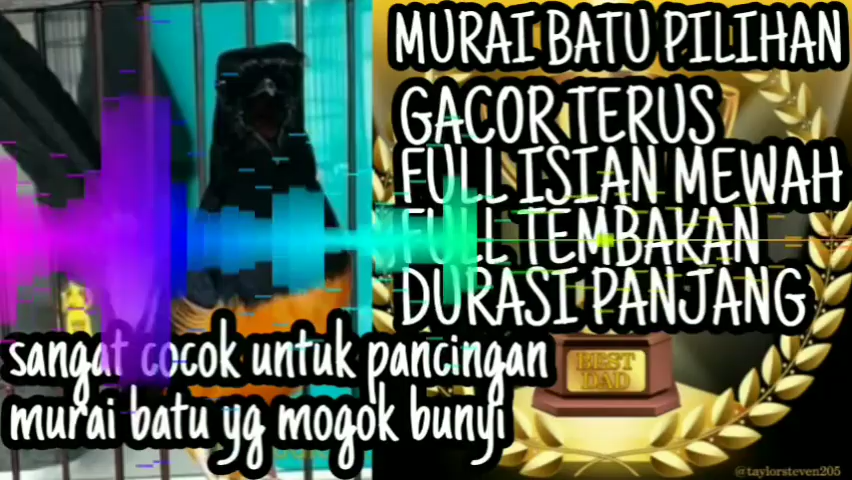 MURAI BATU PILIHAN
GACOR TERUS
FULL ISIAN MEWAH
FULL TEMBAKAN
DURASI PANJANG
sangat cocok untuk pancingan
murai batu yg mogok bunyi
BEST
DAD
@taylorsteven205